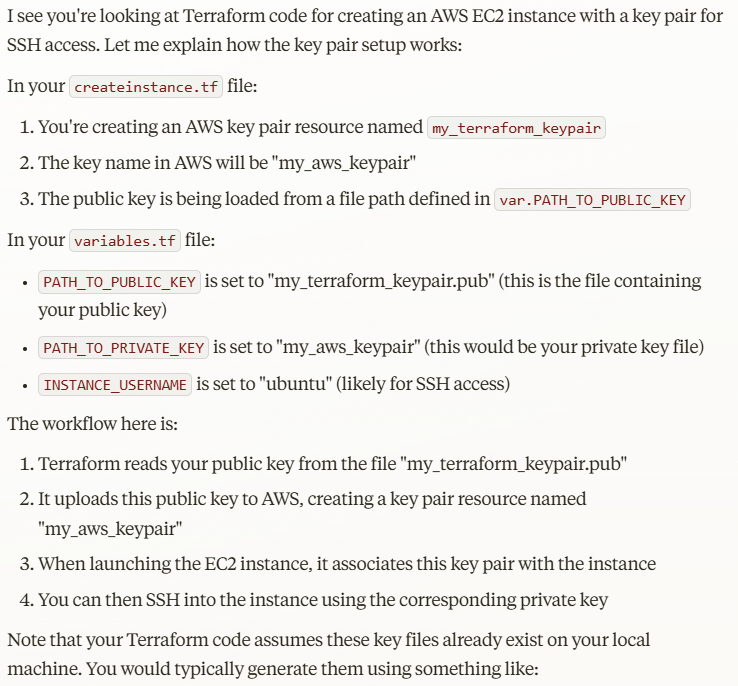 I see you're looking at Terraform code for creating an AWS EC2 instance with a key pair for
SSH access. Let me explain how the key pair setup works:
In your createinstance.tf file:
1. You're creating an AWS key pair resource named my_terraform_keypair
2. The key name in AWS will be "my_aws_keypair"
3. The public key is being loaded from a file path defined in var.PATH_TO_PUBLIC_KEY
In your variables.tf file:
• PATH_TO_PUBLIC_KEY is set to "my_terraform_keypair.pub" (this is the file containing
your public key)
• PATH_TO_PRIVATE_KEY is set to "my_aws_keypair" (this would be your private key file)
• INSTANCE_USERNAME is set to "ubuntu" (likely for SSH access)
The workflow here is:
1. Terraform reads your public key from the file "my_terraform_keypair.pub"
2. It uploads this public key to AWS, creating a key pair resource named
"my_aws_keypair"
3. When launching the EC2 instance, it associates this key pair with the instance
4. You can then SSH into the instance using the corresponding private key
Note that your Terraform code assumes these key files already exist on your local
machine. You would typically generate them using something like: